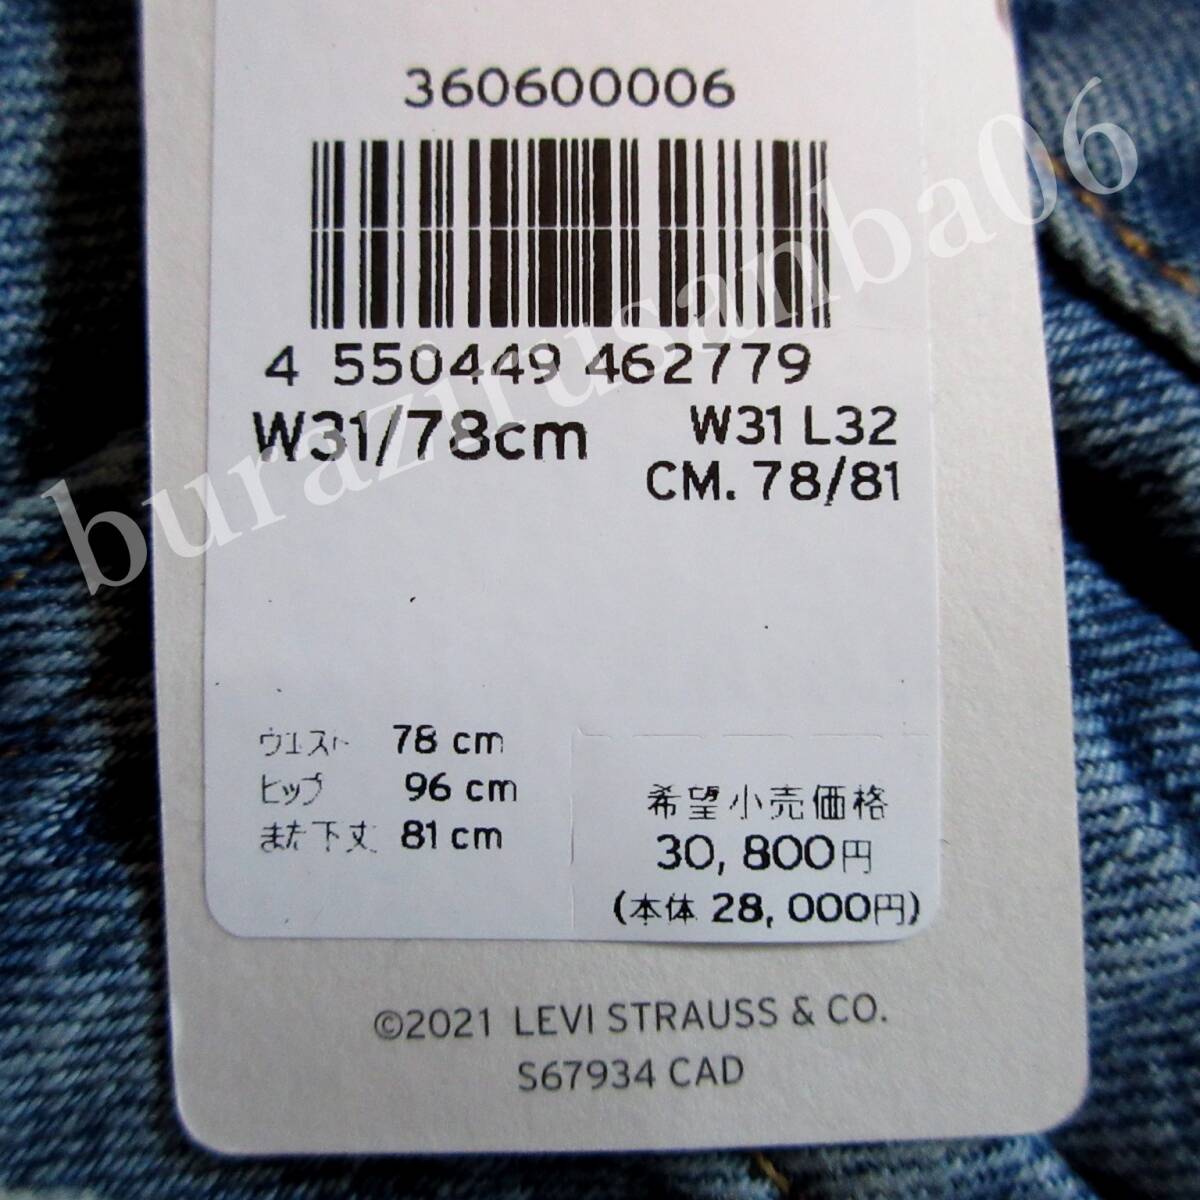 360600006
4 550449 462779
W31/78cm
W31 L32
CM. 78/81
ウエスト 78 cm
ヒップ 96 cm
また下丈 81 cm
希望小売価格
30,800円
(本体 28,000円)
©2021 LEVI STRAUSS & CO.
S67934 CAD
burazirusanba06